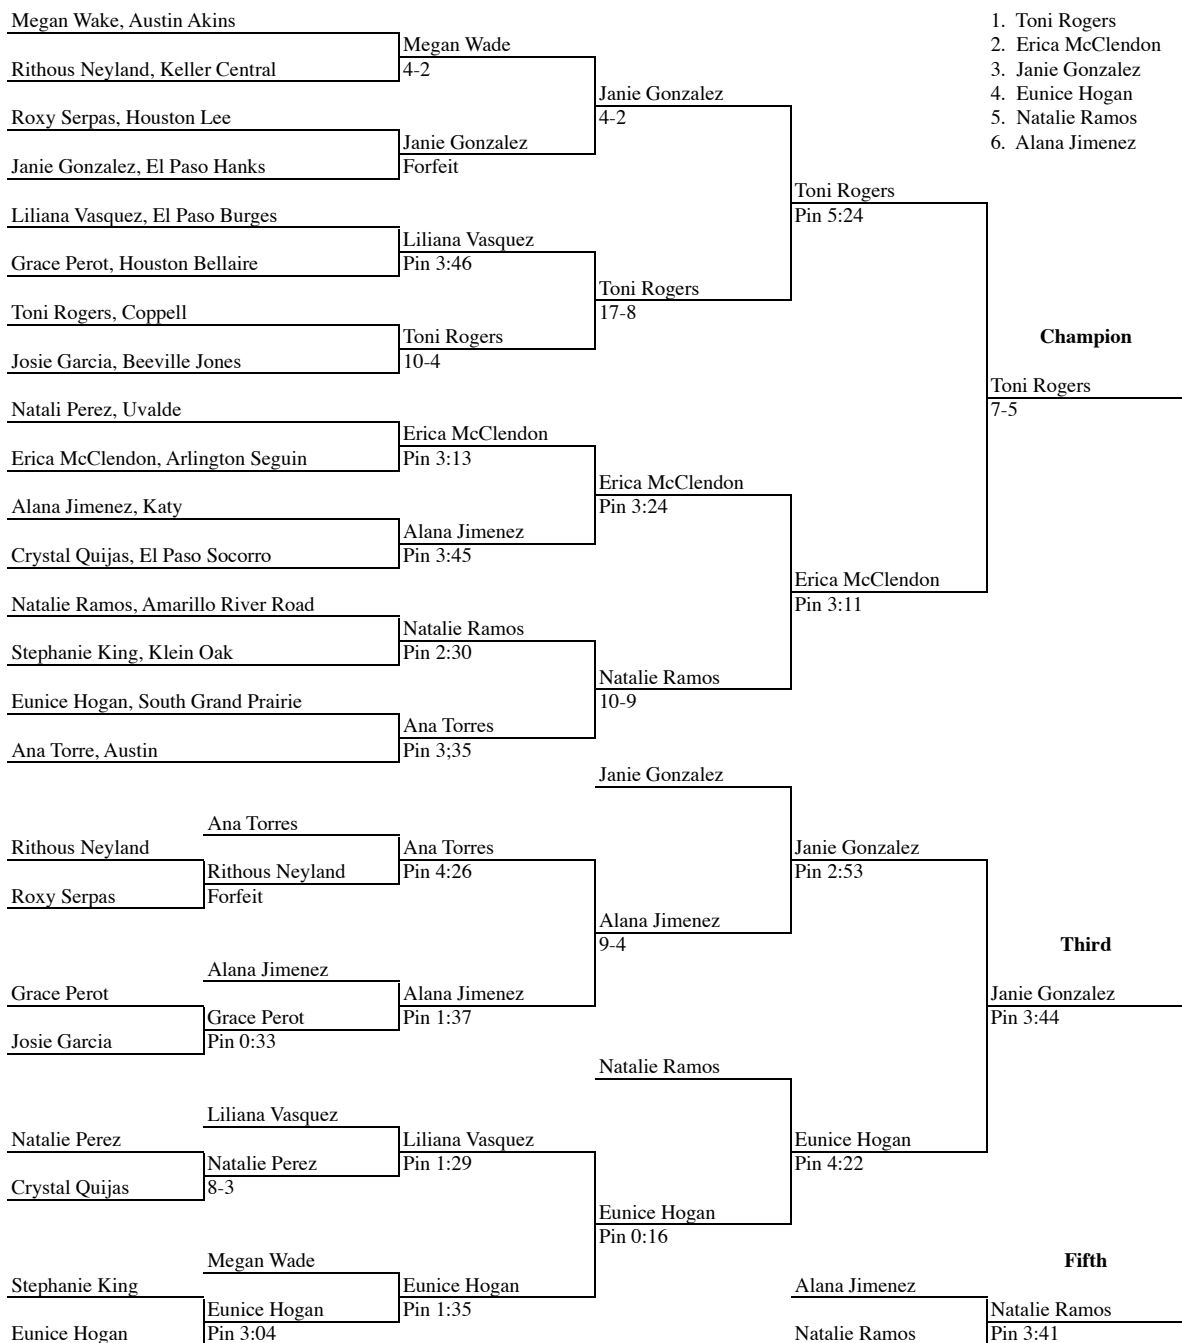 Megan Wake, Austin Akins
Rithous Neyland, Keller Central
Roxy Serpas, Houston Lee
Janie Gonzalez, El Paso Hanks
Liliana Vasquez, El Paso Burges
Grace Perot, Houston Bellaire
Toni Rogers, Coppell
Josie Garcia, Beeville Jones
Natali Perez, Uvalde
Erica McClendon, Arlington Seguin
Alana Jimenez, Katy
Crystal Quijas, El Paso Socorro
Natalie Ramos, Amarillo River Road
Stephanie King, Klein Oak
Eunice Hogan, South Grand Prairie
Ana Torre, Austin
Megan Wade
4-2
Janie Gonzalez
Forfeit
Liliana Vasquez
Pin 3:46
Toni Rogers
10-4
Erica McClendon
Pin 3:13
Alana Jimenez
Pin 3:45
Natalie Ramos
Pin 2:30
Ana Torres
Pin 3;35
Janie Gonzalez
4-2
Toni Rogers
17-8
Erica McClendon
Pin 3:24
Natalie Ramos
10-9
Toni Rogers
Pin 5:24
Erica McClendon
Pin 3:11
Champion
Toni Rogers
7-5
1. Toni Rogers
2. Erica McClendon
3. Janie Gonzalez
4. Eunice Hogan
5. Natalie Ramos
6. Alana Jimenez
Rithous Neyland
Roxy Serpas
Grace Perot
Josie Garcia
Natalie Perez
Crystal Quijas
Stephanie King
Eunice Hogan
Ana Torres
Rithous Neyland
Forfeit
Alana Jimenez
Grace Perot
Pin 0:33
Liliana Vasquez
Natalie Perez
8-3
Megan Wade
Eunice Hogan
Pin 3:04
Ana Torres
Pin 4:26
Alana Jimenez
Pin 1:37
Liliana Vasquez
Pin 1:29
Eunice Hogan
Pin 1:35
Janie Gonzalez
Alana Jimenez
9-4
Natalie Ramos
Eunice Hogan
Pin 0:16
Janie Gonzalez
Pin 2:53
Eunice Hogan
Pin 4:22
Third
Janie Gonzalez
Pin 3:44
Fifth
Alana Jimenez
Natalie Ramos
Natalie Ramos
Pin 3:41